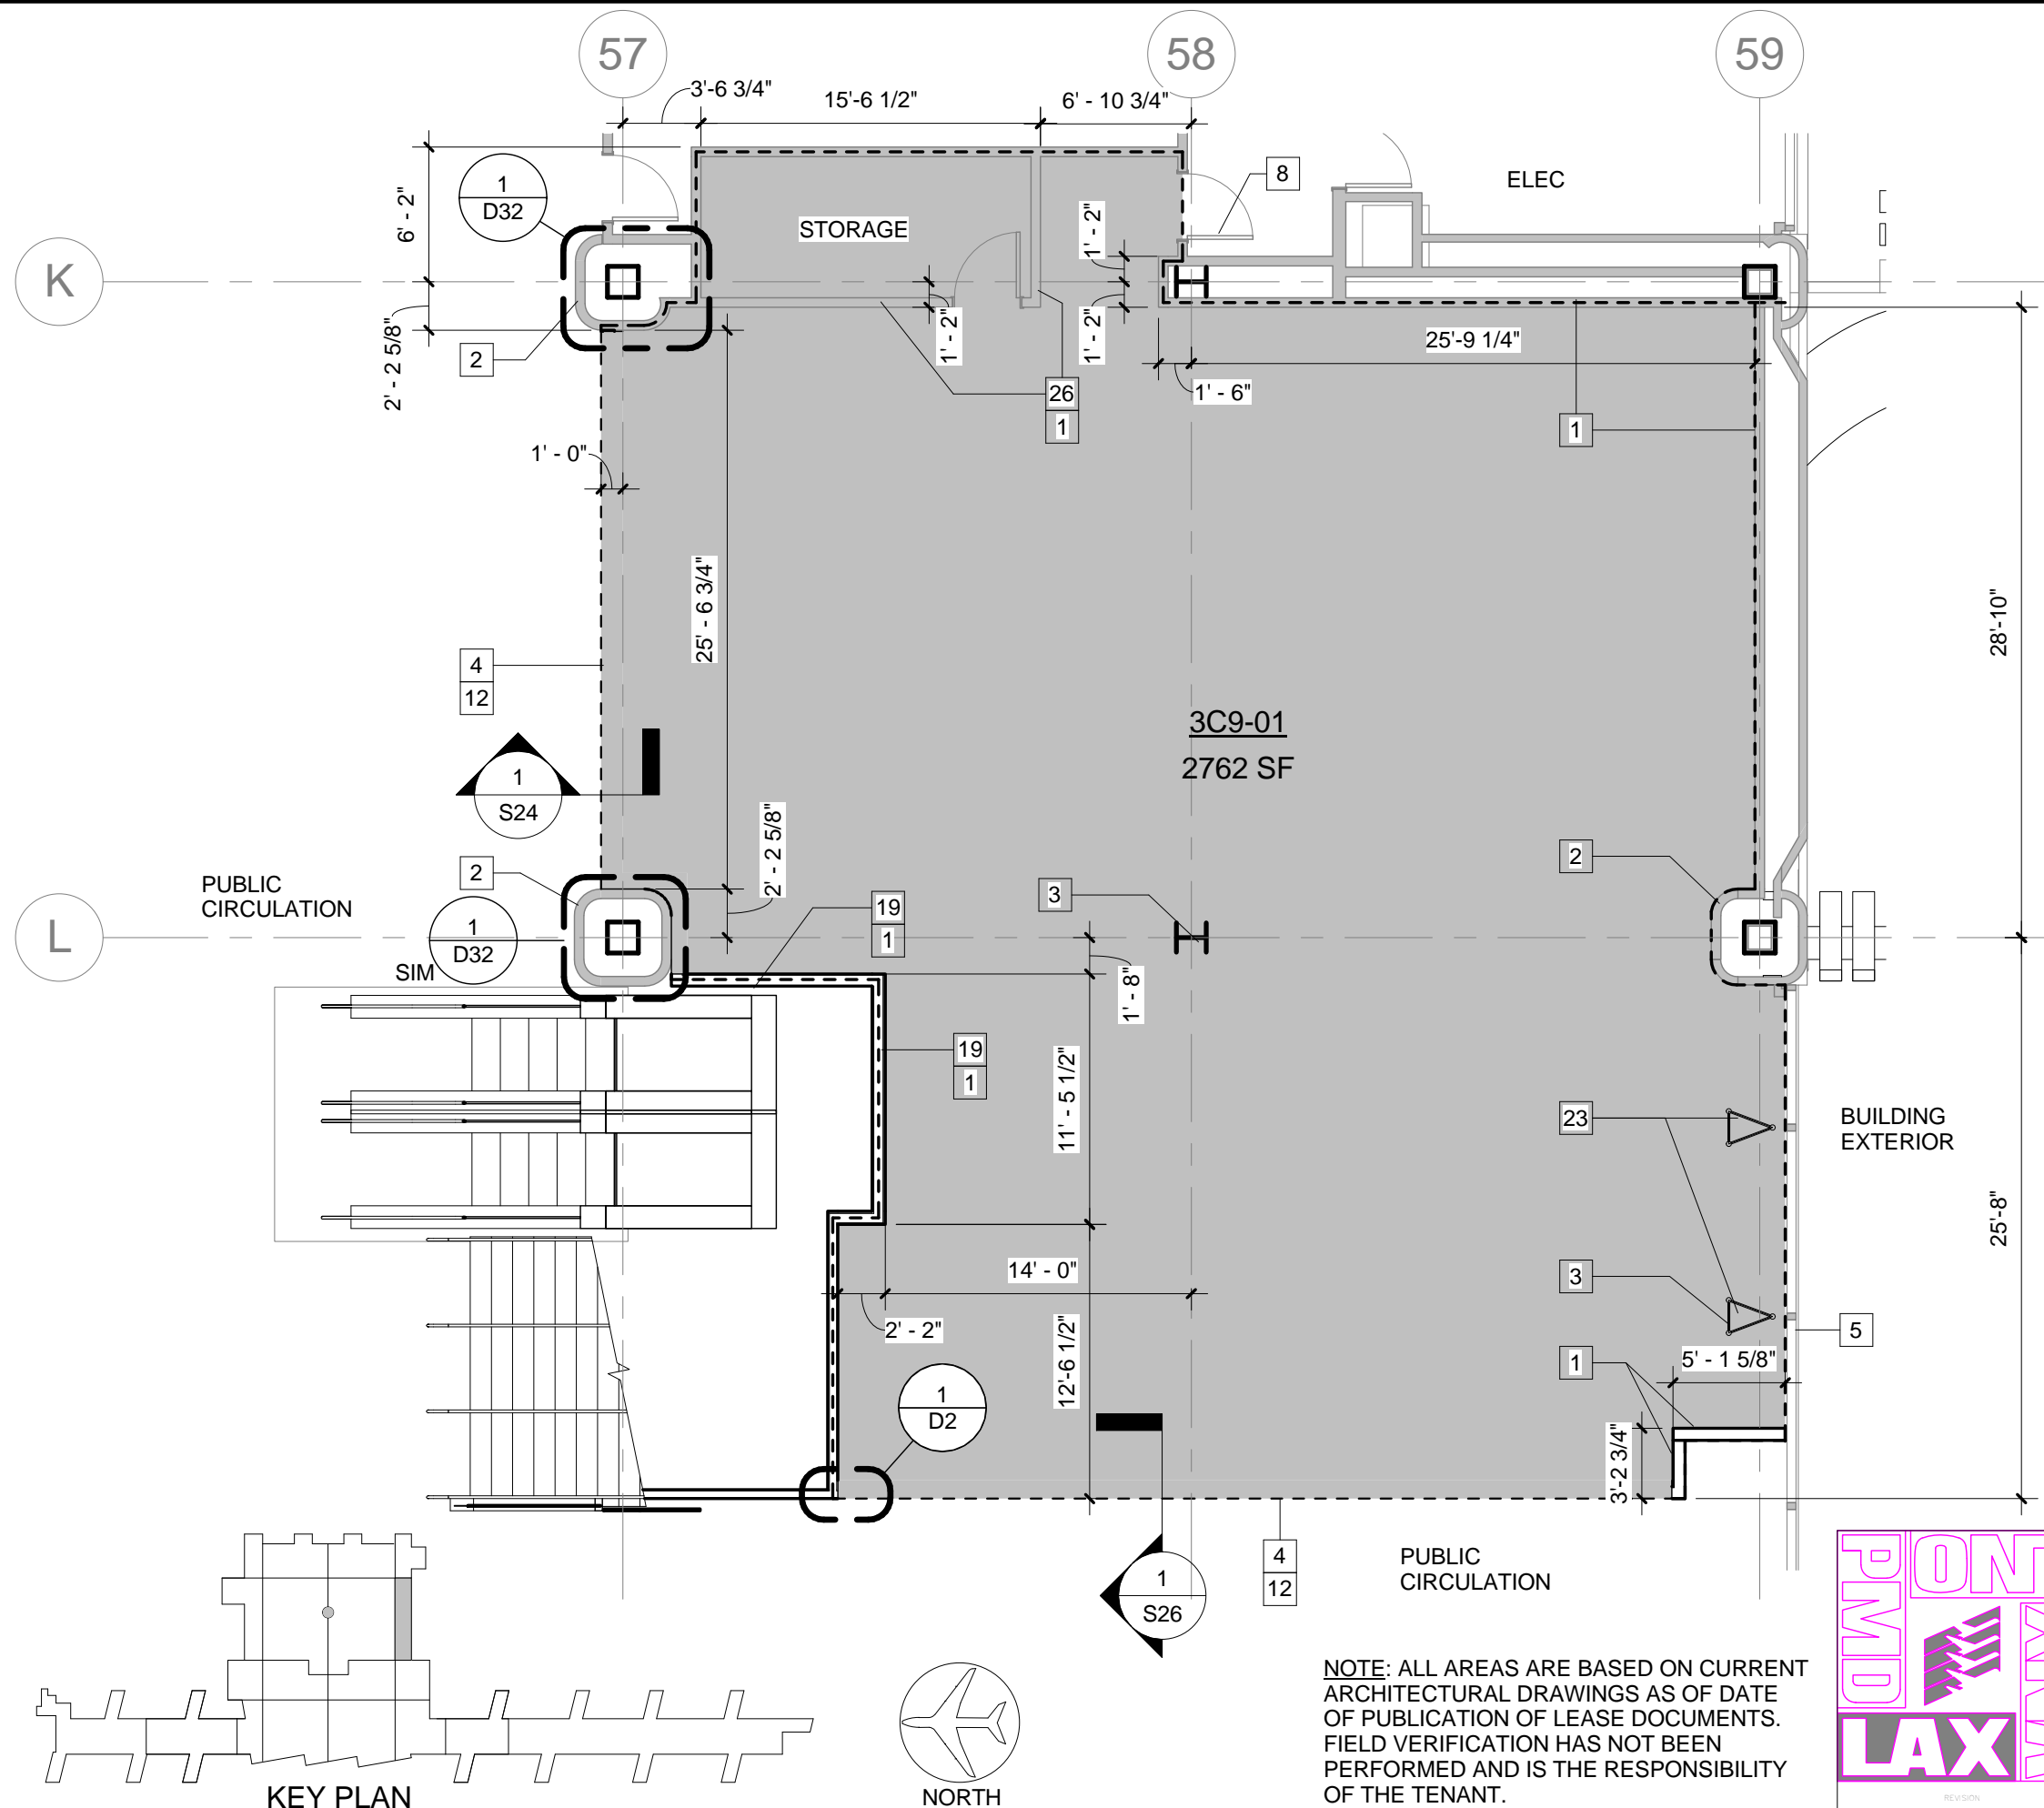 57
58
59
3'-6 3/4"
15'-6 1/2"
6' - 10 3/4"
1
D32
8
ELEC
6' - 2"
STORAGE
1' - 2"
K
2' - 2 5/8"
2
1' - 2"
1' - 2"
25'-9 1/4"
1' - 6"
26
1
1
1' - 0"
25' - 6 3/4"
28'-10"
4
12
3C9-01
2762 SF
1
S24
2' - 2 5/8"
2
PUBLIC
CIRCULATION
2
3
19
1
L
1
D32
SIM
1' - 8"
19
1
11' - 5 1/2"
23
BUILDING
EXTERIOR
25'-8"
14' - 0"
3
2' - 2"
12'-6 1/2"
5
1
5' - 1 5/8"
1
D2
3'-2 3/4"
4
12
PUBLIC
CIRCULATION
1
S26
KEY PLAN
NORTH
NOTE: ALL AREAS ARE BASED ON CURRENT
ARCHITECTURAL DRAWINGS AS OF DATE
OF PUBLICATION OF LEASE DOCUMENTS.
FIELD VERIFICATION HAS NOT BEEN
PERFORMED AND IS THE RESPONSIBILITY
OF THE TENANT.
PMD
LAX
REVISION